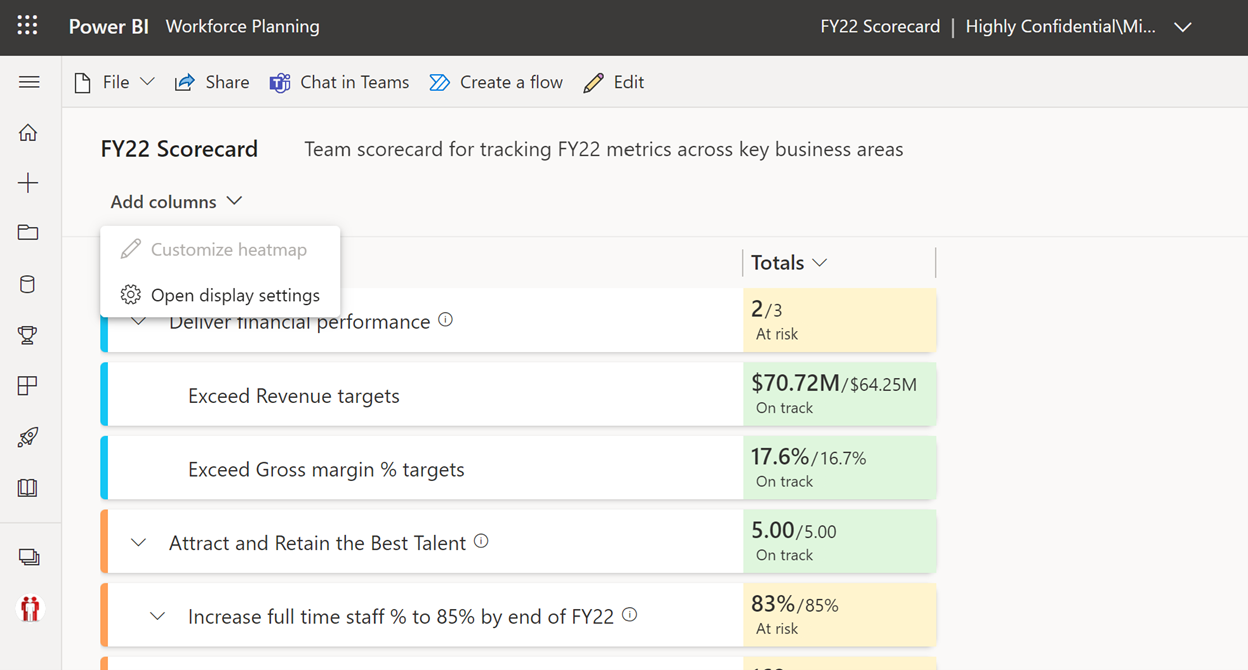 Power BI Workforce Planning FY22 Scorecard | Highly Confidential\Mi...
File Share Chat in Teams Create a flow Edit
FY22 Scorecard Team scorecard for tracking FY22 metrics across key business areas
Add columns
Customize heatmap
Open display settings
Totals
Deliver financial performance
2/3
At risk
Exceed Revenue targets
$70.72M/$64.25M
On track
Exceed Gross margin % targets
17.6%/16.7%
On track
Attract and Retain the Best Talent
5.00/5.00
On track
Increase full time staff % to 85% by end of FY22
83%/85%
At risk